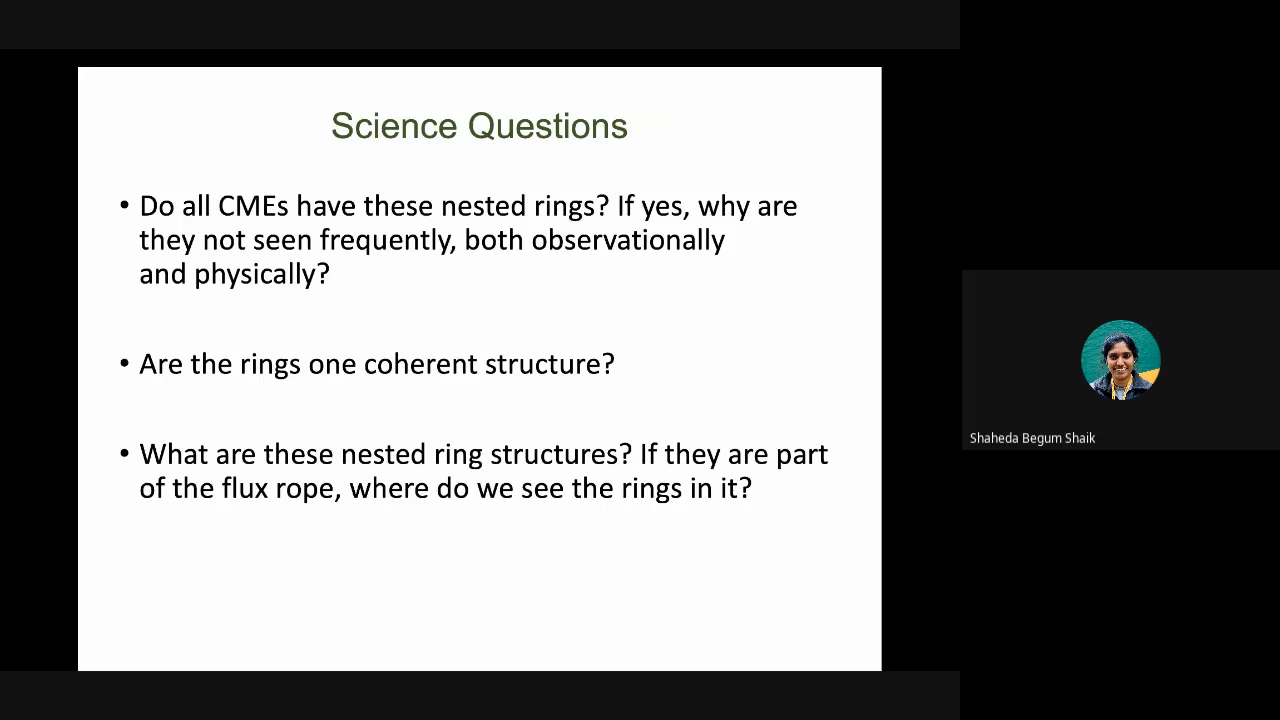 Science Questions
• Do all CMEs have these nested rings? If yes, why are
they not seen frequently, both observationally
and physically?
• Are the rings one coherent structure?
• What are these nested ring structures? If they are part
of the flux rope, where do we see the rings in it?
Shaheda Begum Shaik